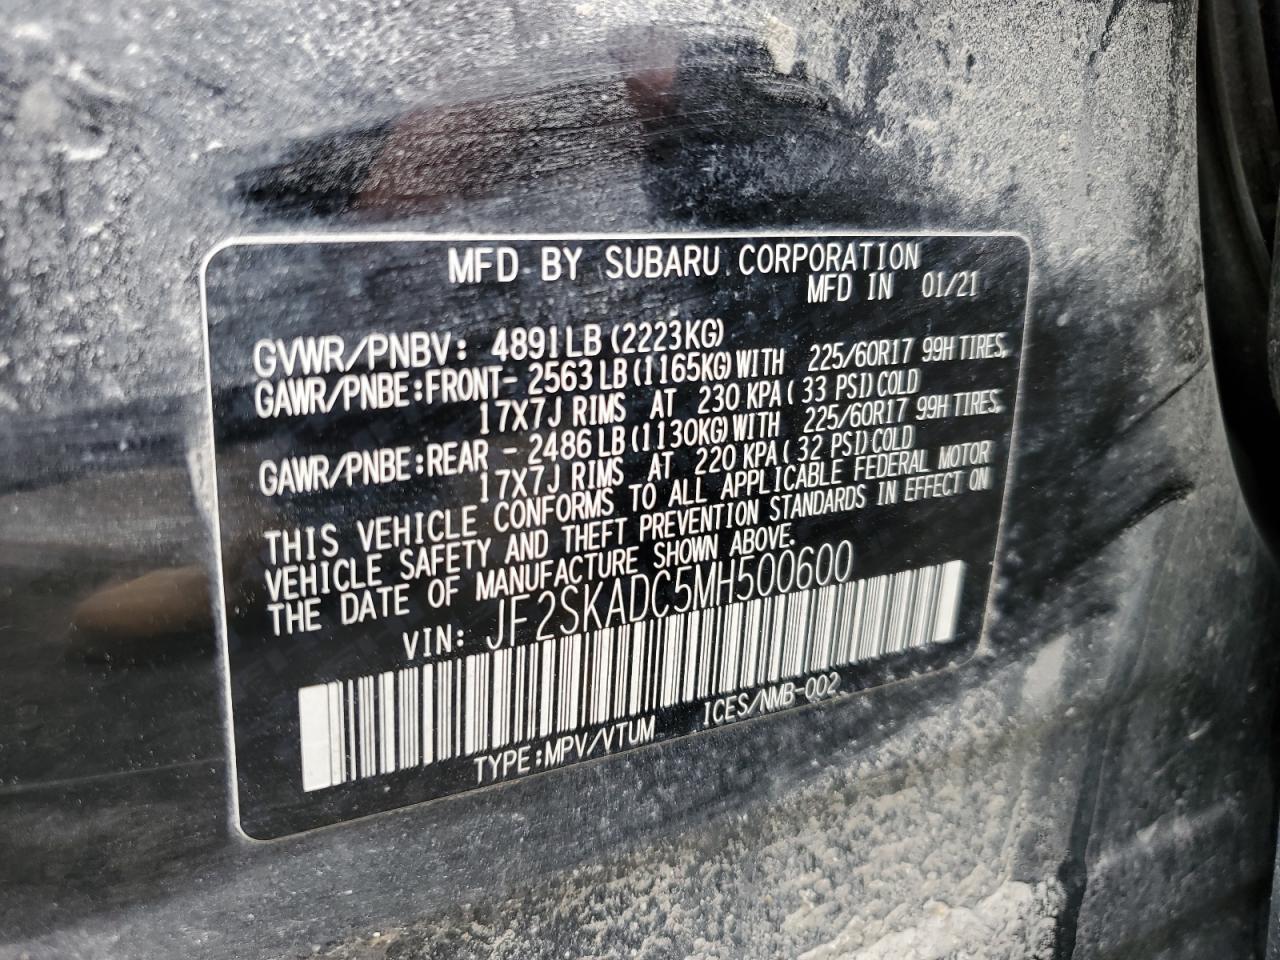 MFD BY SUBARU CORPORATION
MFD IN 01/21
GVWR/PNBV: 4891LB (2223KG)
GAWR/PNBE:FRONT- 2563 LB (1165KG) WITH 225/60R17 99H TIRES,
17X7J RIMS AT 230 KPA ( 33 PSI) COLD
GAWR/PNBE:REAR - 2486 LB (1130KG) WITH 225/60R17 99H TIRES,
17X7J RIMS AT 220 KPA ( 32 PSI) COLD
THIS VEHICLE CONFORMS TO ALL APPLICABLE FEDERAL MOTOR
VEHICLE SAFETY AND THEFT PREVENTION STANDARDS IN EFFECT ON
THE DATE OF MANUFACTURE SHOWN ABOVE.
VIN: JF2SKADC5MH500600
TYPE:MPV/VTUM ICES/NMB-002